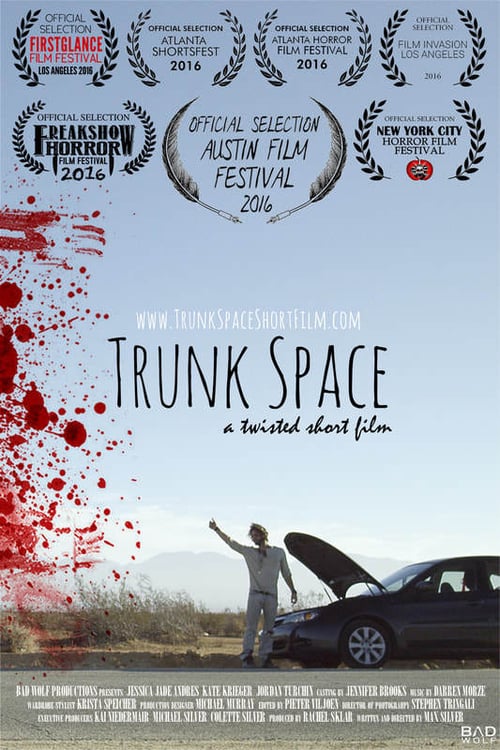 OFFICIAL SELECTION
FIRSTGLANCE
FILM FESTIVAL
LOS ANGELES 2016
OFFICIAL SELECTION
ATLANTA
SHORTSFEST
2016
OFFICIAL SELECTION
ATLANTA HORROR
FILM FESTIVAL
2016
OFFICIAL SELECTION
FILM INVASION
LOS ANGELES
2016
OFFICIAL SELECTION
FREAKSHOW
HORROR
FILM FESTIVAL
2016
OFFICIAL SELECTION
AUSTIN FILM
FESTIVAL
2016
OFFICIAL SELECTION
NEW YORK CITY
HORROR FILM
FESTIVAL
WWW.TRUNKSPACESHORTFILM.COM
TRUNK SPACE
a twisted short film
BAD WOLF PRODUCTIONS PRESENTS JESSICA JADE ANDRES KATE KRIEGER JORDAN TURCHIN CASTING BY JENNIFER BROOKS MUSIC BY DARREN MORZE
WARDROBE STYLIST KRISTA SPEICHER PRODUCTION DESIGNER MICHAEL MURRAY EDITED BY PIETER VILJOEN DIRECTOR OF PHOTOGRAPHY STEPHEN TRINGALI
EXECUTIVE PRODUCERS KAI NIEDERMAIR MICHAEL SILVER COLETTE SILVER PRODUCED BY RACHEL SKLAR WRITTEN AND DIRECTED BY MAX SILVER
BAD
WOLF